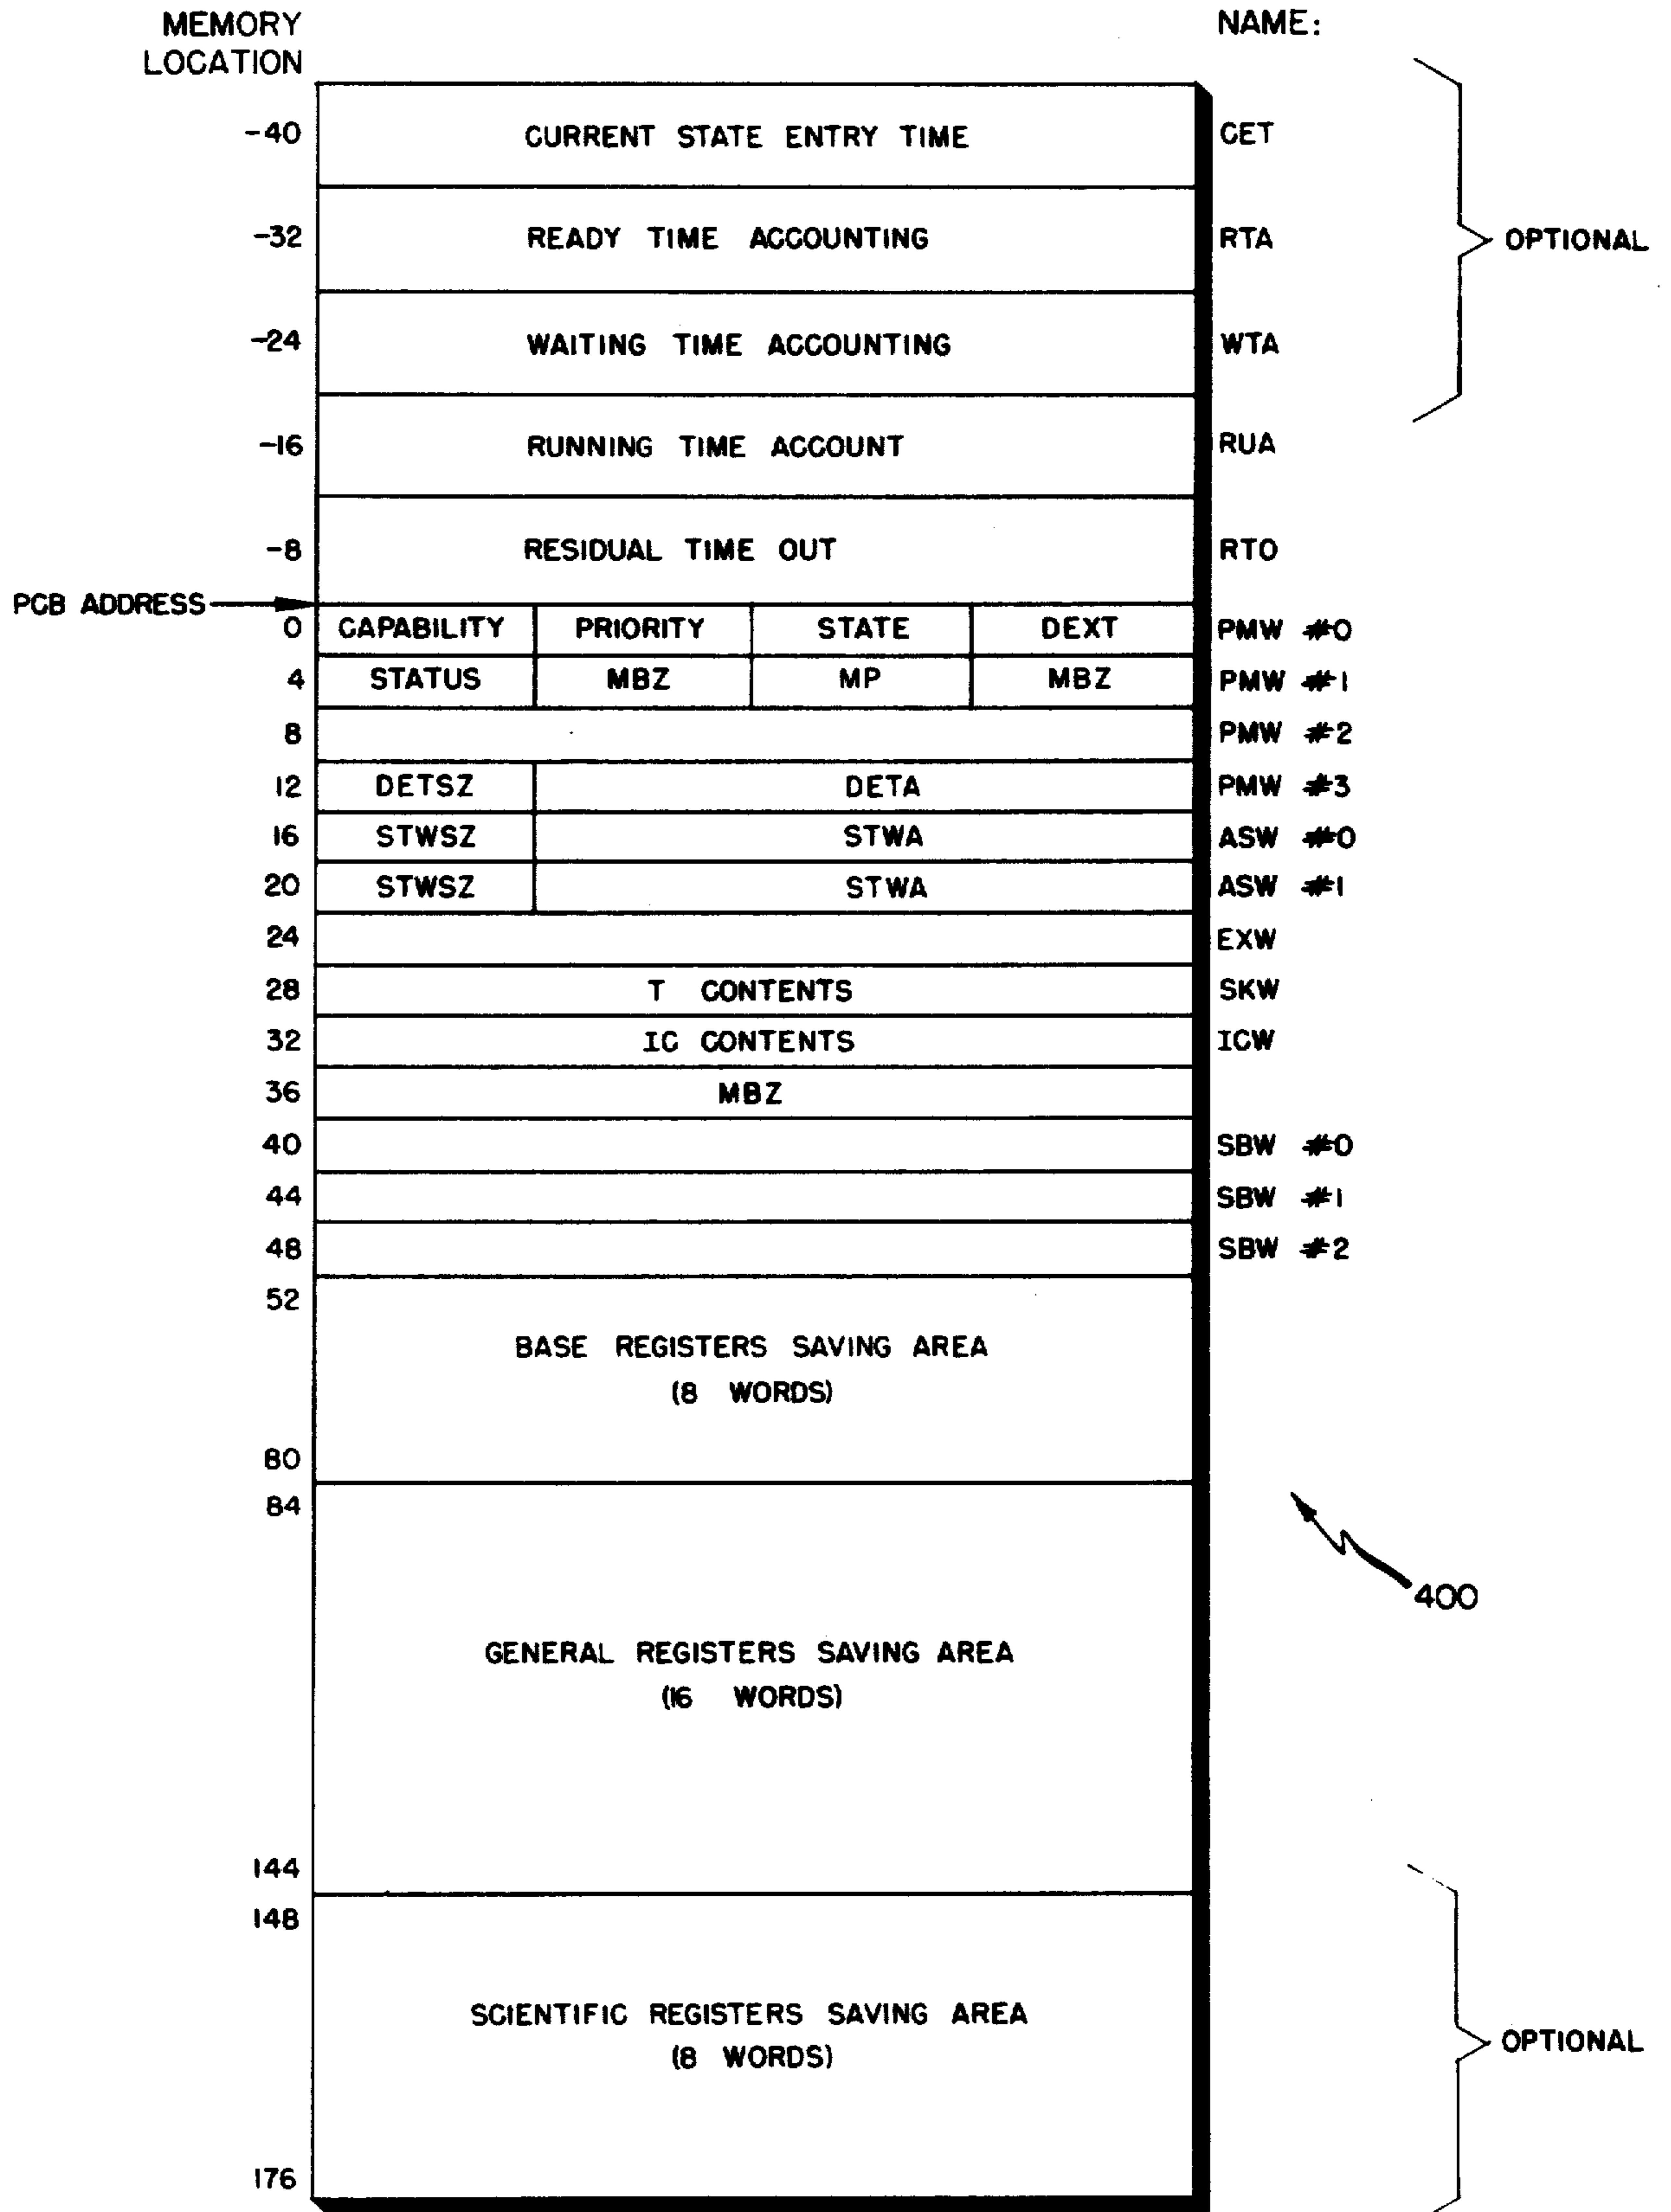 MEMORY LOCATION NAME:
-40 CURRENT STATE ENTRY TIME CET
-32 READY TIME ACCOUNTING RTA OPTIONAL
-24 WAITING TIME ACCOUNTING WTA
-16 RUNNING TIME ACCOUNT RUA
-8 RESIDUAL TIME OUT RTO
PCB ADDRESS
0 CAPABILITY PRIORITY STATE DEXT PMW #0
4 STATUS MBZ MP MBZ PMW #1
8 PMW #2
12 DETSZ DETA PMW #3
16 STWSZ STWA ASW #0
20 STWSZ STWA ASW #1
24 EXW
28 T CONTENTS SKW
32 IC CONTENTS ICW
36 MBZ
40 SBW #0
44 SBW #1
48 SBW #2
52
BASE REGISTERS SAVING AREA
(8 WORDS)
80
84
400
GENERAL REGISTERS SAVING AREA
(16 WORDS)
144
148
SCIENTIFIC REGISTERS SAVING AREA
(8 WORDS)
OPTIONAL
176